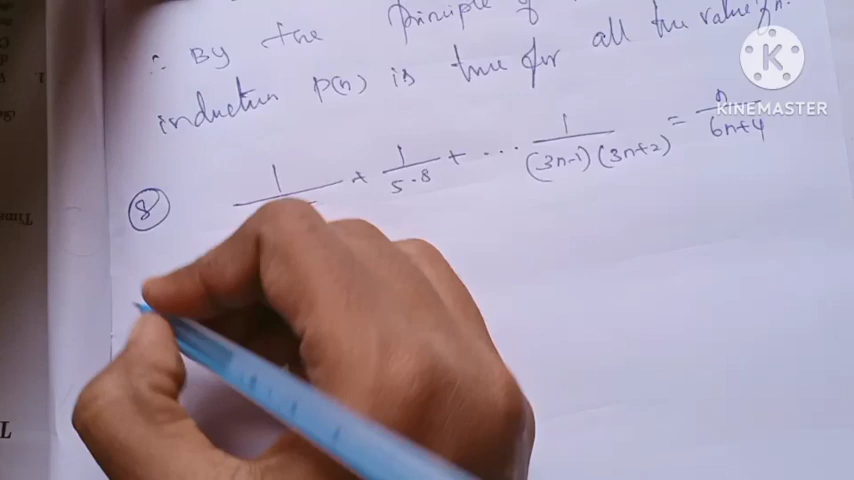 ∴ By the principle of
induction P(n) is true for all the value of n.
K
KINEMASTER
⑧ 1/ + 1/5·8 + ... 1/(3n-1)(3n+2) = n/6n+4